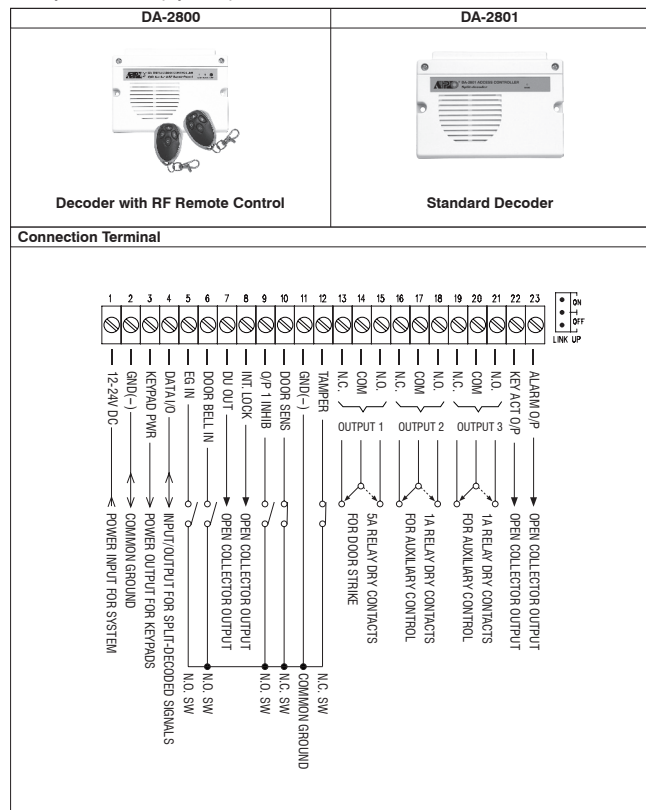 DA-2800
DA-2801
DA-2801 ACCESS CONTROLLER
Decoder with RF Remote Control
Standard Decoder
Connection Terminal
1 2 3 4 5 6 7 8 9 10 11 12 13 14 15 16 17 18 19 20 21 22 23
ON
OFF
LINK UP
12~24V DC
GND(-)
KEYPAD PWR
DATA I/O
EG IN
DOOR BELL IN
DU OUT
INT. LOCK
O/P 1 INHIB
DOOR SENS
GND(-)
TAMPER
N.C.
COM
N.O.
N.C.
COM
N.O.
N.C.
COM
N.O.
KEY ACT O/P
ALARM O/P
OUTPUT 1
OUTPUT 2
OUTPUT 3
POWER INPUT FOR SYSTEM
COMMON GROUND
POWER OUTPUT FOR KEYPADS
INPUT/OUTPUT FOR SPLIT-DECODED SIGNALS
N.O. SW
N.O. SW
OPEN COLLECTOR OUTPUT
OPEN COLLECTOR OUTPUT
N.O. SW
N.C. SW
COMMON GROUND
N.C. SW
5A RELAY DRY CONTACTS
FOR DOOR STRIKE
1A RELAY DRY CONTACTS
FOR AUXILIARY CONTROL
1A RELAY DRY CONTACTS
FOR AUXILIARY CONTROL
OPEN COLLECTOR OUTPUT
OPEN COLLECTOR OUTPUT